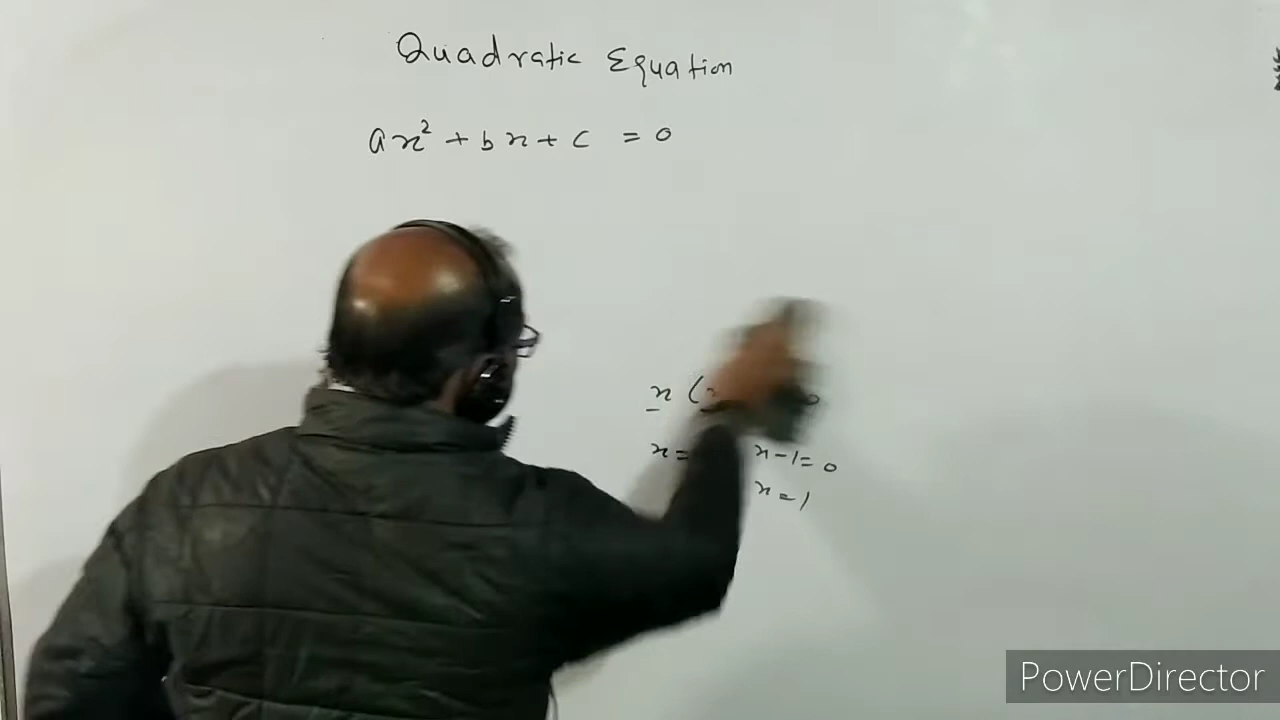 Quadratic Equation
ax² + bx + c = 0
x (
x = x - 1 = 0
x = 1
PowerDirector